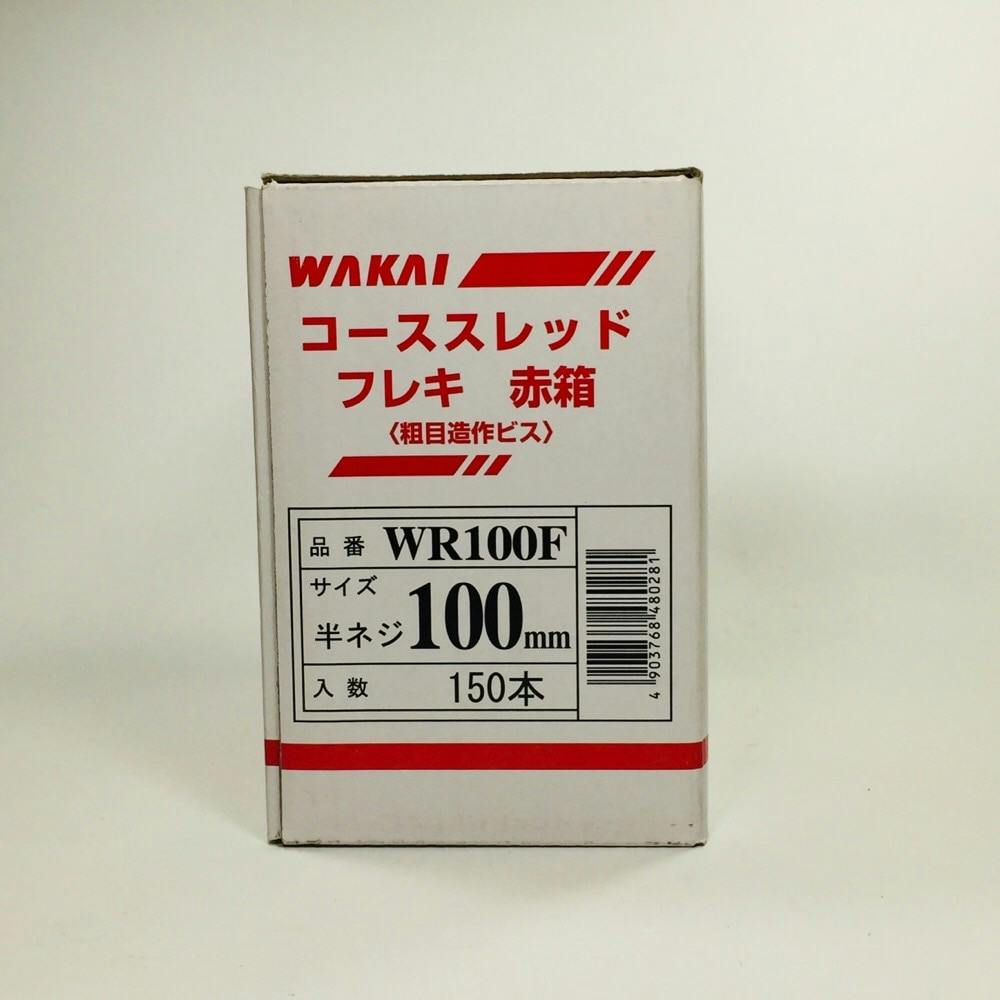 WAKAI
コーススレッド
フレキ 赤箱
〈粗目造作ビス〉
品番 WR100F
サイズ
半ネジ 100mm
入数 150本
4 903768 480281